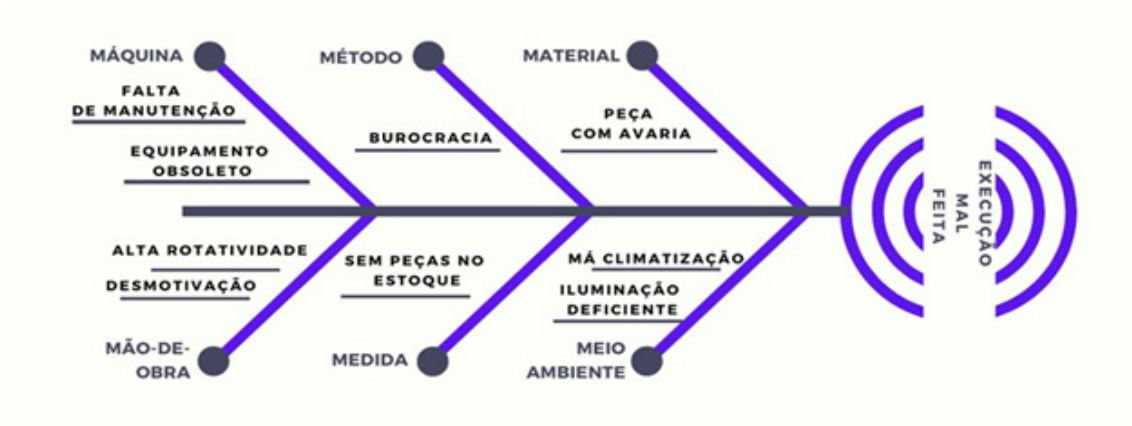 MÁQUINA
FALTA
DE MANUTENÇÃO
EQUIPAMENTO
OBSOLETO
MÉTODO
BUROCRACIA
MATERIAL
PEÇA
COM AVARIA
ALTA ROTATIVIDADE
DESMOTIVAÇÃO
MÃO-DE-
OBRA
SEM PEÇAS NO
ESTOQUE
MEDIDA
MÁ CLIMATIZAÇÃO
ILUMINAÇÃO
DEFICIENTE
MEIO
AMBIENTE
EXECUÇÃO
MAL
FEITA